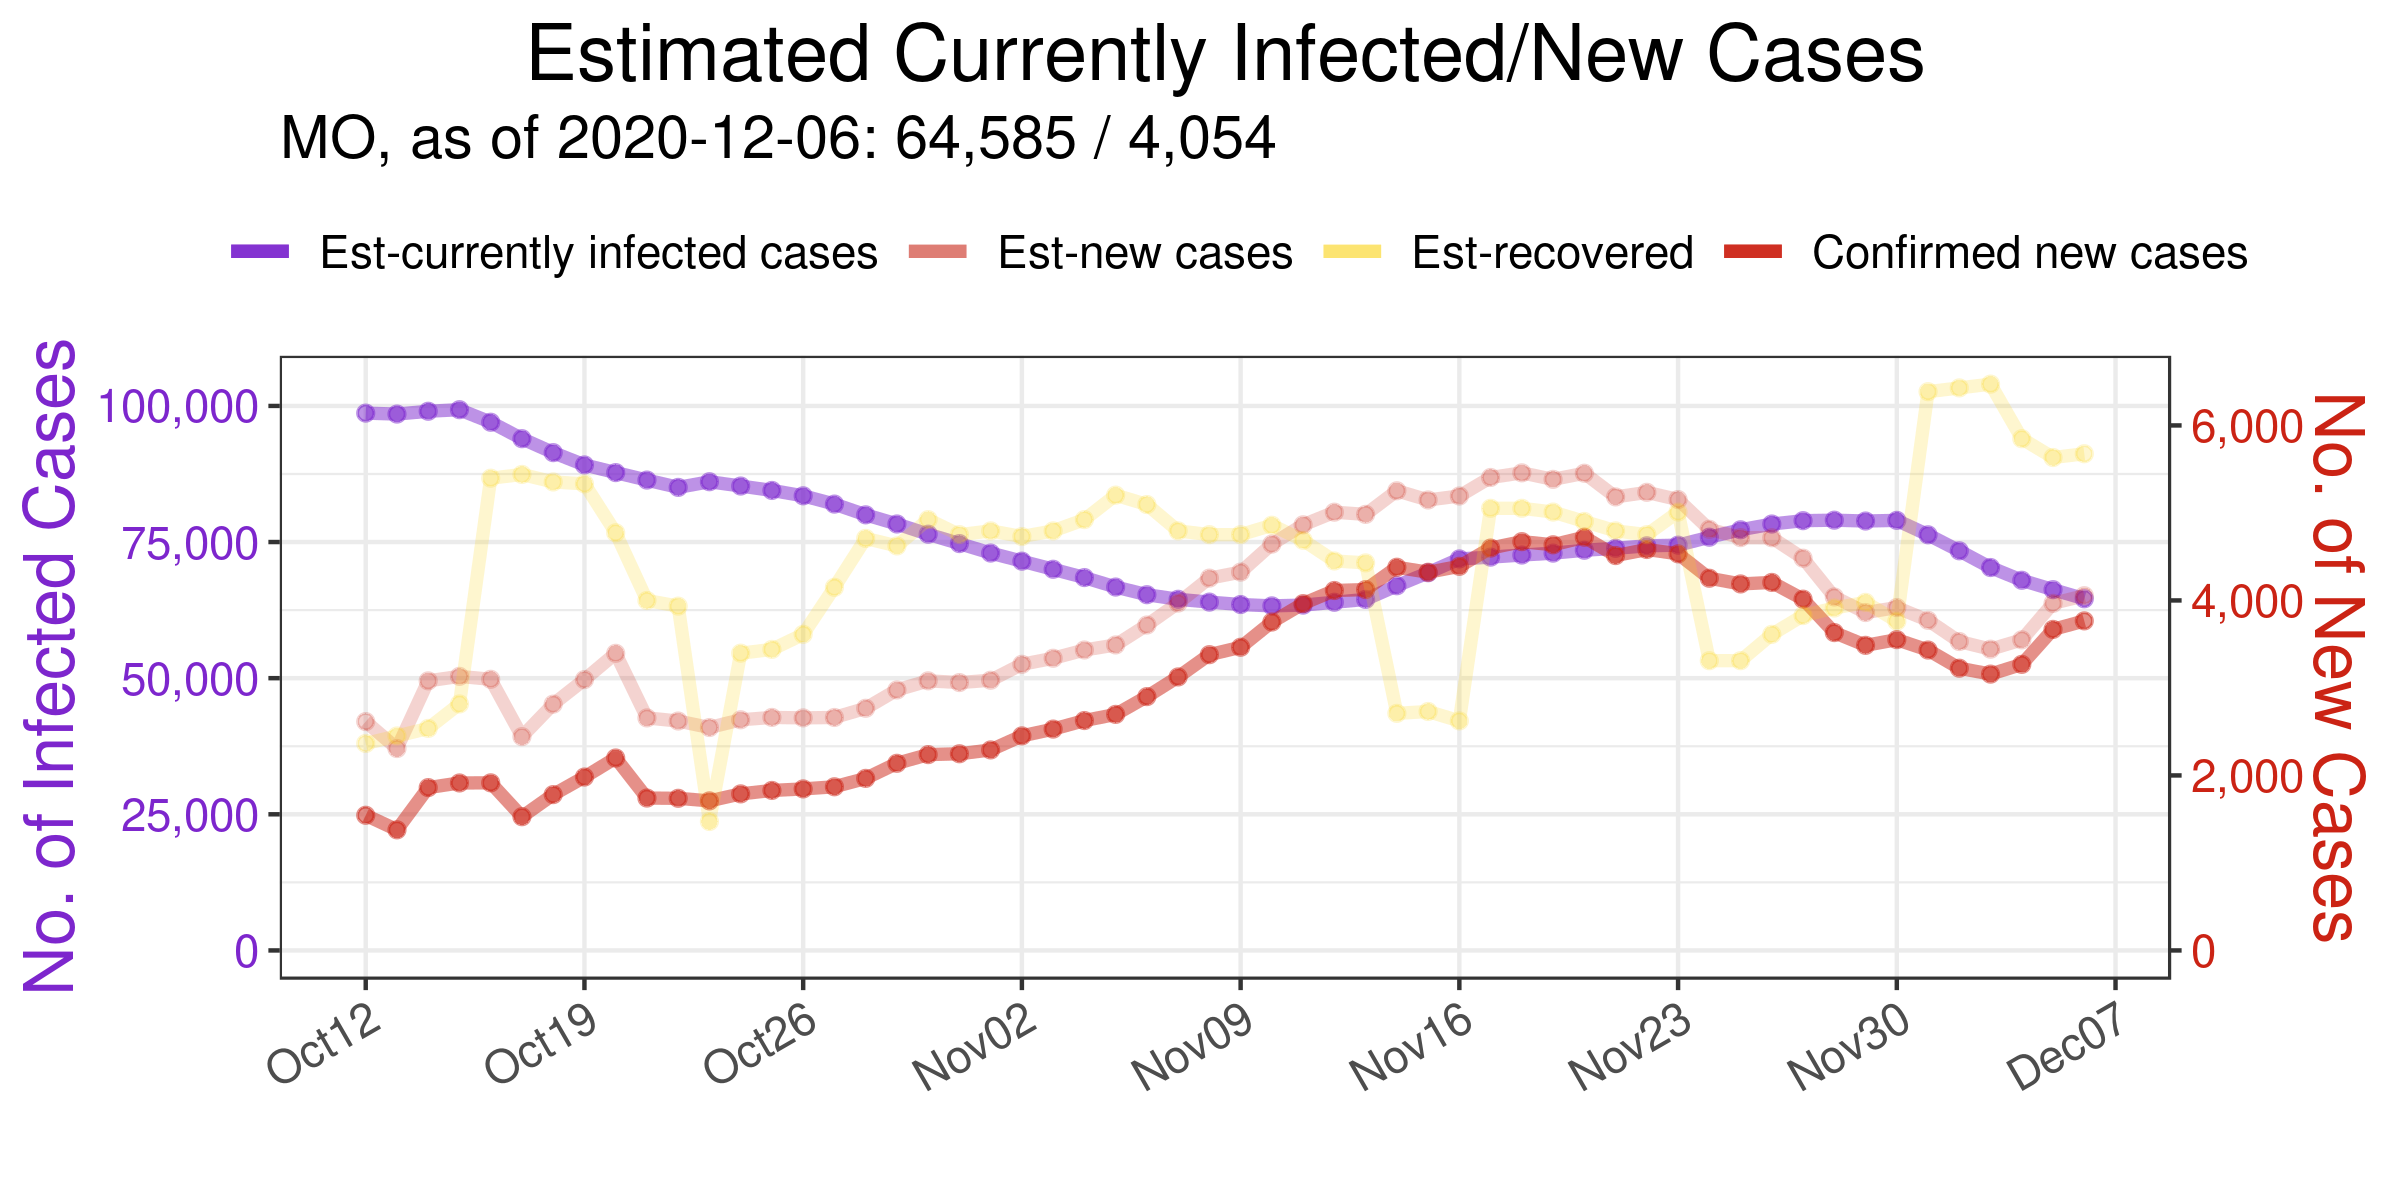 Estimated Currently Infected/New Cases
MO, as of 2020-12-06: 64,585 / 4,054
Est-currently infected cases Est-new cases Est-recovered Confirmed new cases
No. of Infected Cases
100,000
75,000
50,000
25,000
0
6,000
4,000
2,000
0
No. of New Cases
Oct12 Oct19 Oct26 Nov02 Nov09 Nov16 Nov23 Nov30 Dec07